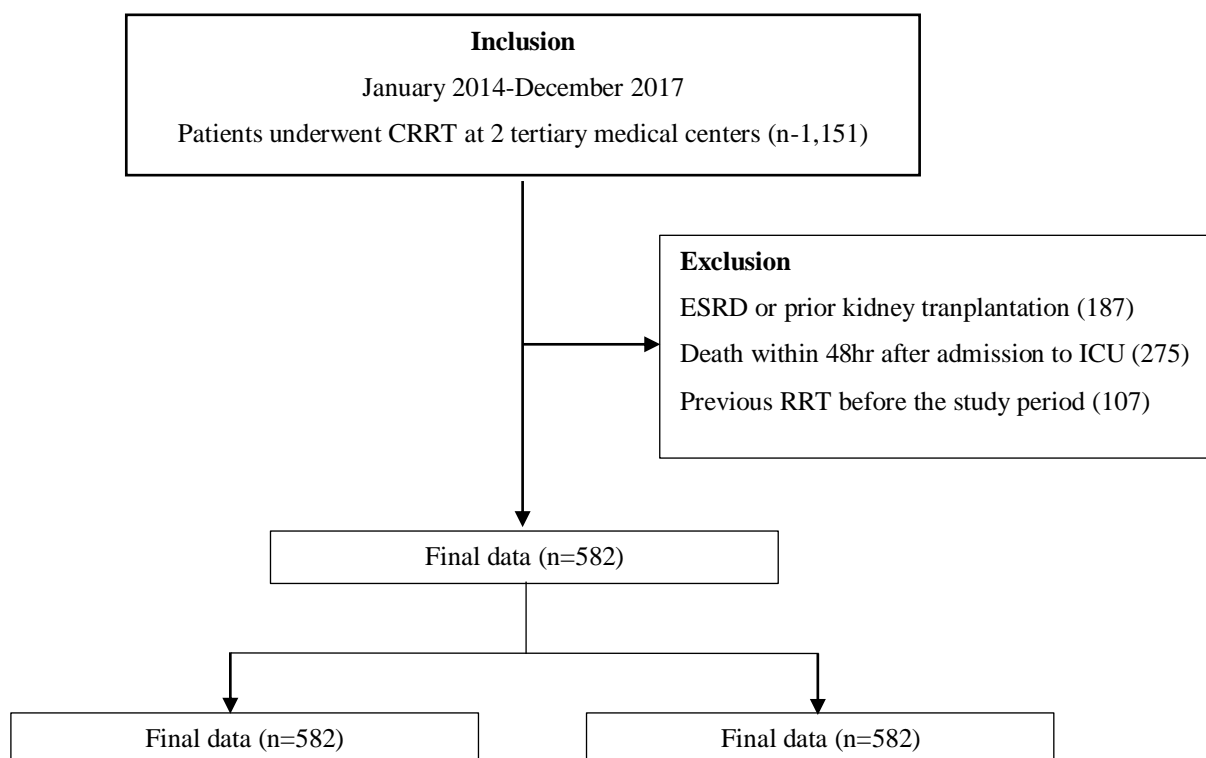 Inclusion
January 2014-December 2017
Patients underwent CRRT at 2 tertiary medical centers (n-1,151)
Exclusion
ESRD or prior kidney tranplantation (187)
Death within 48hr after admission to ICU (275)
Previous RRT before the study period (107)
Final data (n=582)
Final data (n=582)
Final data (n=582)